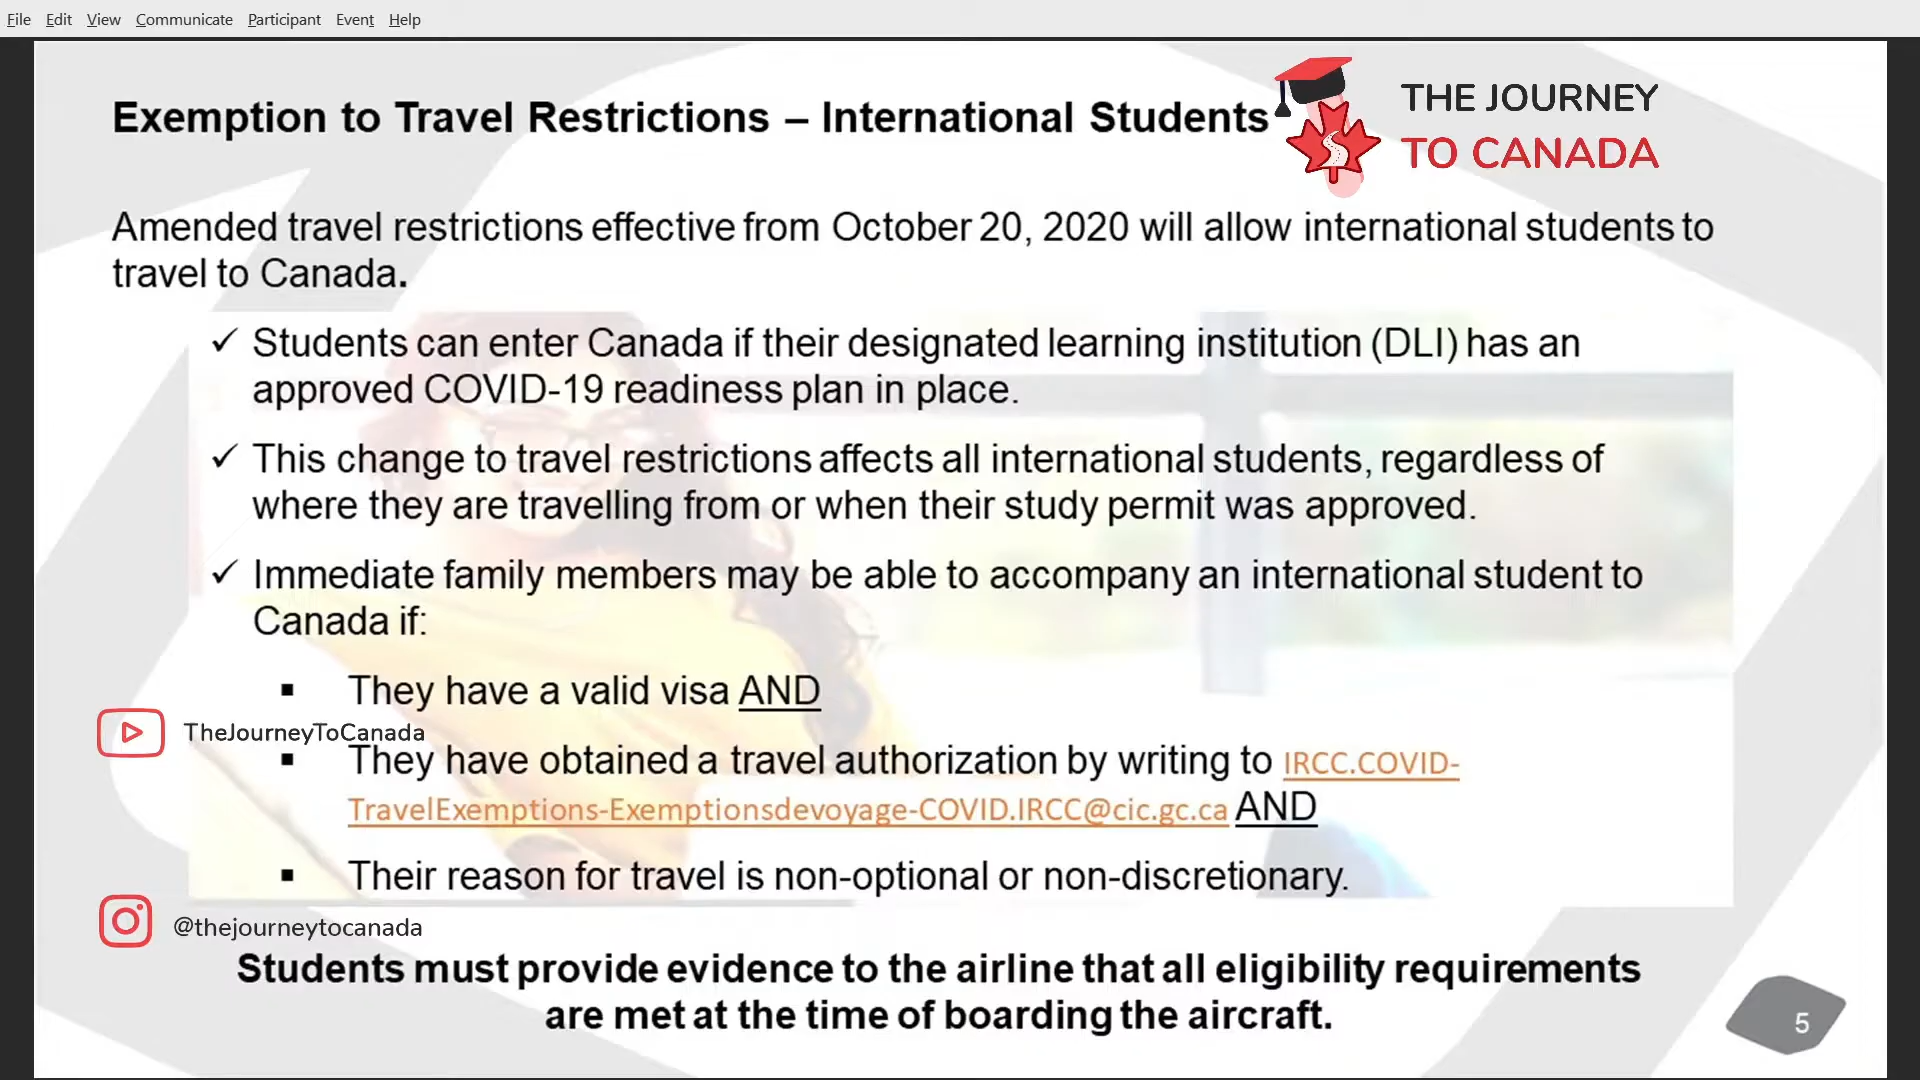 File Edit View Communicate Participant Event Help
Exemption to Travel Restrictions – International Students
THE JOURNEY
TO CANADA
Amended travel restrictions effective from October 20, 2020 will allow international students to
travel to Canada.
✓ Students can enter Canada if their designated learning institution (DLI) has an
approved COVID-19 readiness plan in place.
✓ This change to travel restrictions affects all international students, regardless of
where they are travelling from or when their study permit was approved.
✓ Immediate family members may be able to accompany an international student to
Canada if:
▪ They have a valid visa AND
TheJourneyToCanada
▪ They have obtained a travel authorization by writing to IRCC.COVID-
TravelExemptions-Exemptionsdevoyage-COVID.IRCC@cic.gc.ca AND
▪ Their reason for travel is non-optional or non-discretionary.
@thejourneytocanada
Students must provide evidence to the airline that all eligibility requirements
are met at the time of boarding the aircraft.
5